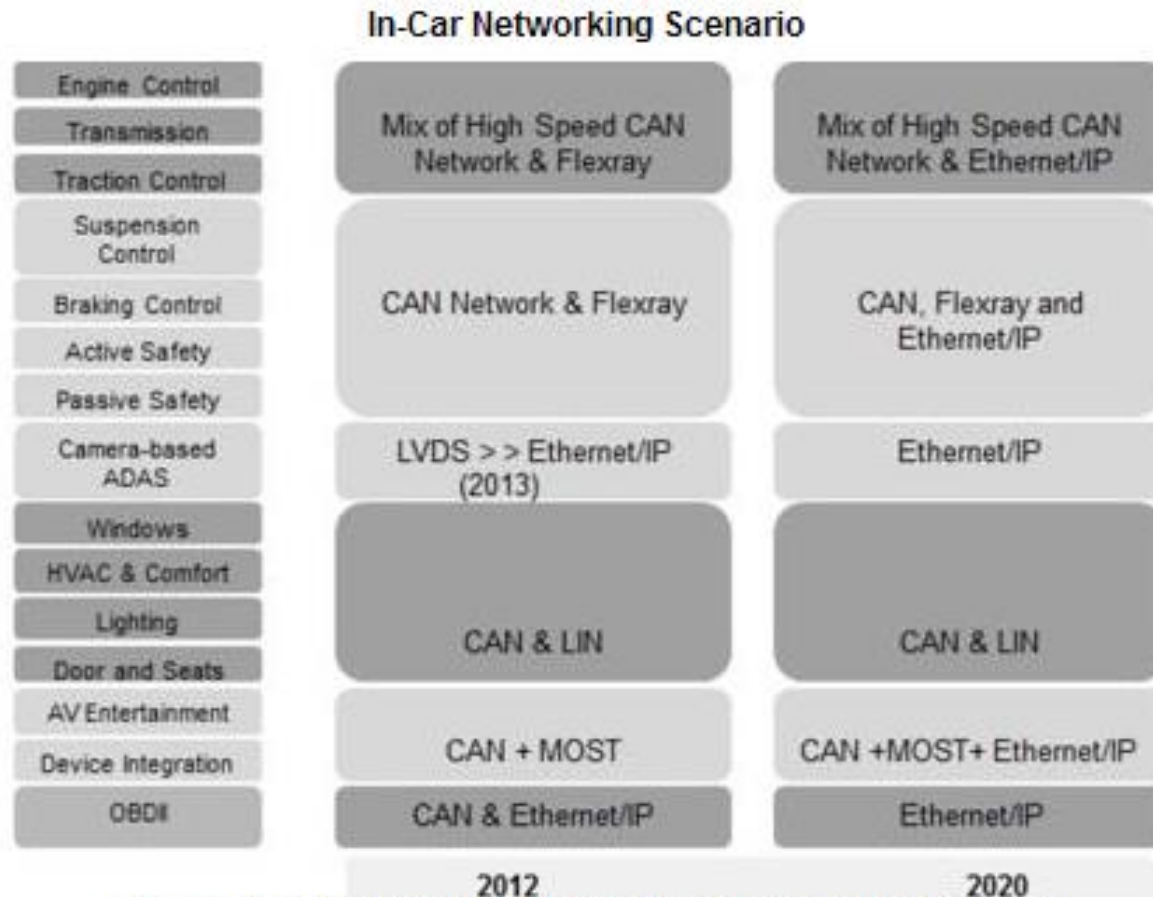 In-Car Networking Scenario
Engine Control
Transmission
Traction Control
Suspension
Control
Braking Control
Active Safety
Passive Safety
Camera-based
ADAS
Windows
HVAC & Comfort
Lighting
Door and Seats
AV Entertainment
Device Integration
OBDII
Mix of High Speed CAN
Network & Flexray
CAN Network & Flexray
LVDS > > Ethernet/IP
(2013)
CAN & LIN
CAN + MOST
CAN & Ethernet/IP
2012
Mix of High Speed CAN
Network & Ethernet/IP
CAN, Flexray and
Ethernet/IP
Ethernet/IP
CAN & LIN
CAN +MOST+ Ethernet/IP
Ethernet/IP
2020